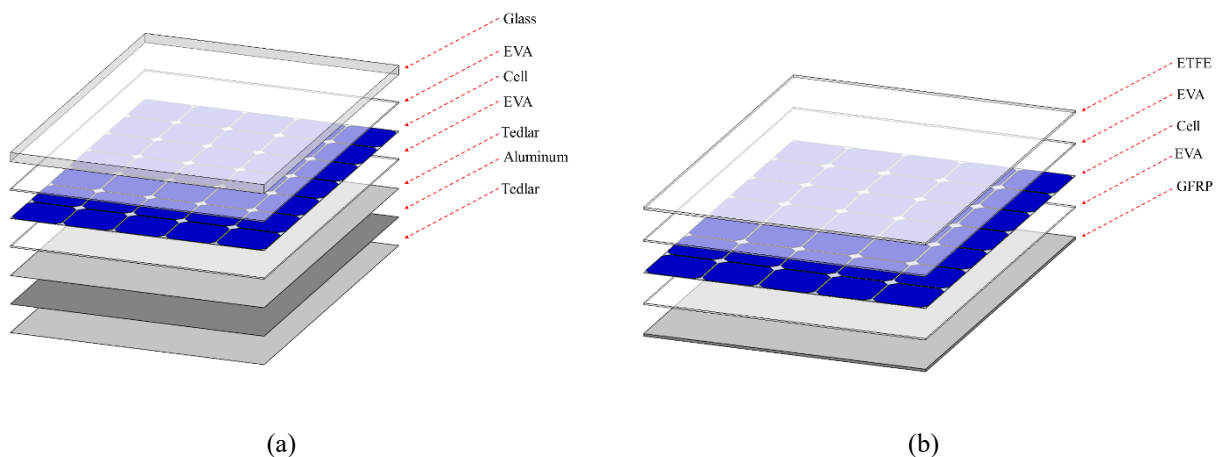 Glass
EVA
Cell
EVA
Tedlar
Aluminum
Tedlar
(a)
ETFE
EVA
Cell
EVA
GFRP
(b)